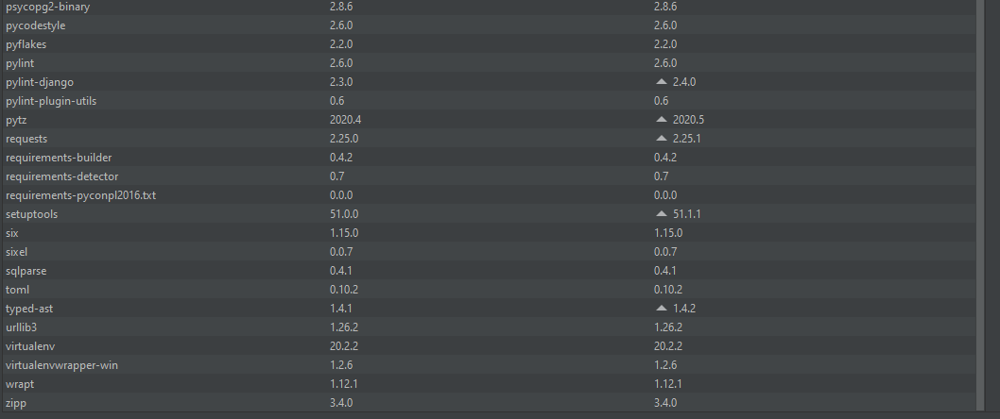 psycopg2-binary 2.8.6 2.8.6
pycodestyle 2.6.0 2.6.0
pyflakes 2.2.0 2.2.0
pylint 2.6.0 2.6.0
pylint-django 2.3.0 2.4.0
pylint-plugin-utils 0.6 0.6
pytz 2020.4 2020.5
requests 2.25.0 2.25.1
requirements-builder 0.4.2 0.4.2
requirements-detector 0.7 0.7
requirements-pyconpl2016.txt 0.0.0 0.0.0
setuptools 51.0.0 51.1.1
six 1.15.0 1.15.0
sixel 0.0.7 0.0.7
sqlparse 0.4.1 0.4.1
toml 0.10.2 0.10.2
typed-ast 1.4.1 1.4.2
urllib3 1.26.2 1.26.2
virtualenv 20.2.2 20.2.2
virtualenvwrapper-win 1.2.6 1.2.6
wrapt 1.12.1 1.12.1
zipp 3.4.0 3.4.0